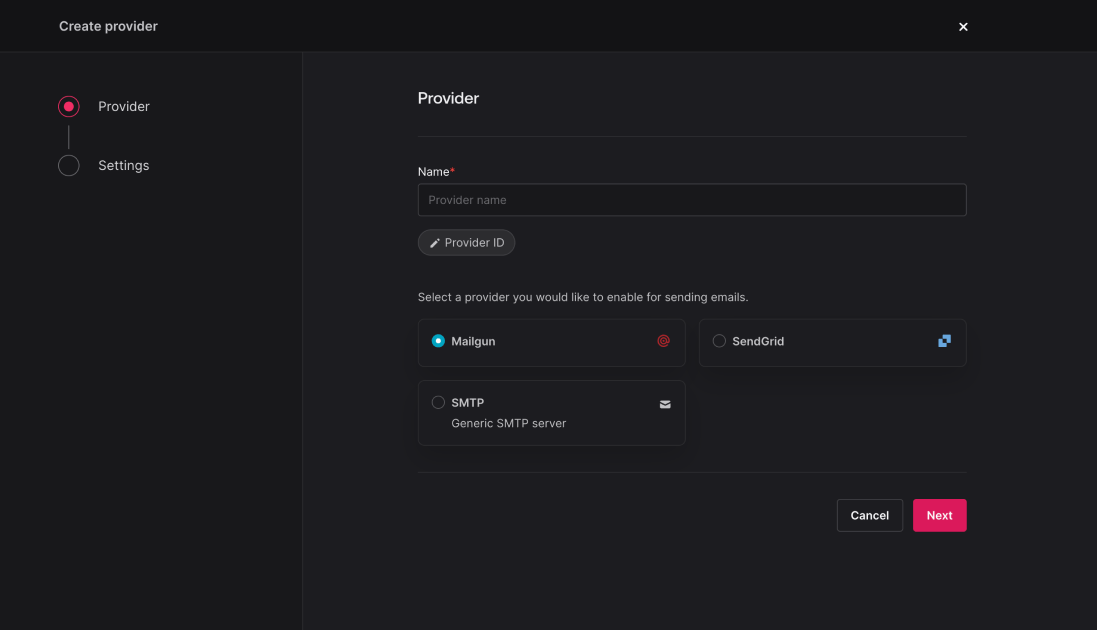 Create provider
Provider
Settings
Provider
Name*
Provider name
Provider ID
Select a provider you would like to enable for sending emails.
Mailgun
SendGrid
SMTP
Generic SMTP server
Cancel
Next